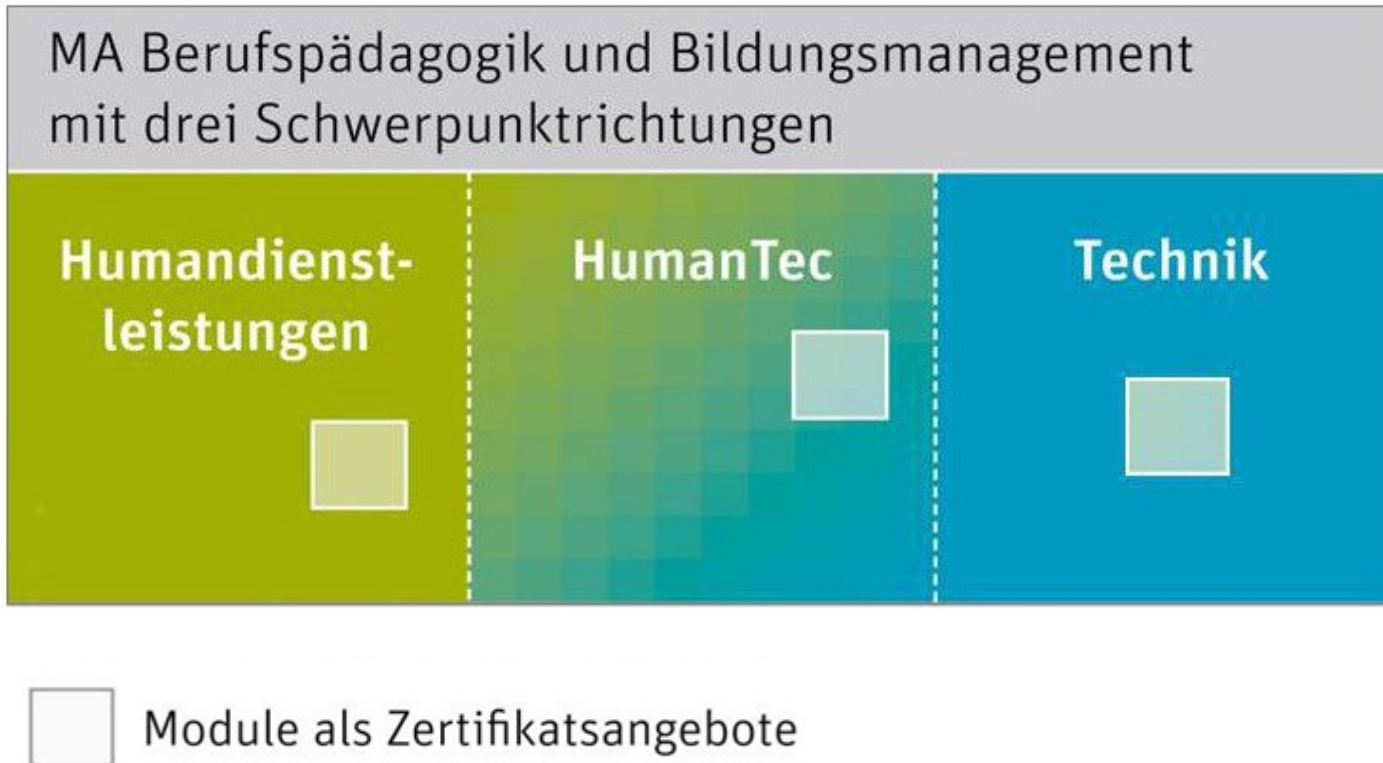 MA Berufspädagogik und Bildungsmanagement
mit drei Schwerpunktrichtungen
Humandienst-
leistungen
HumanTec
Technik
Module als Zertifikatsangebote